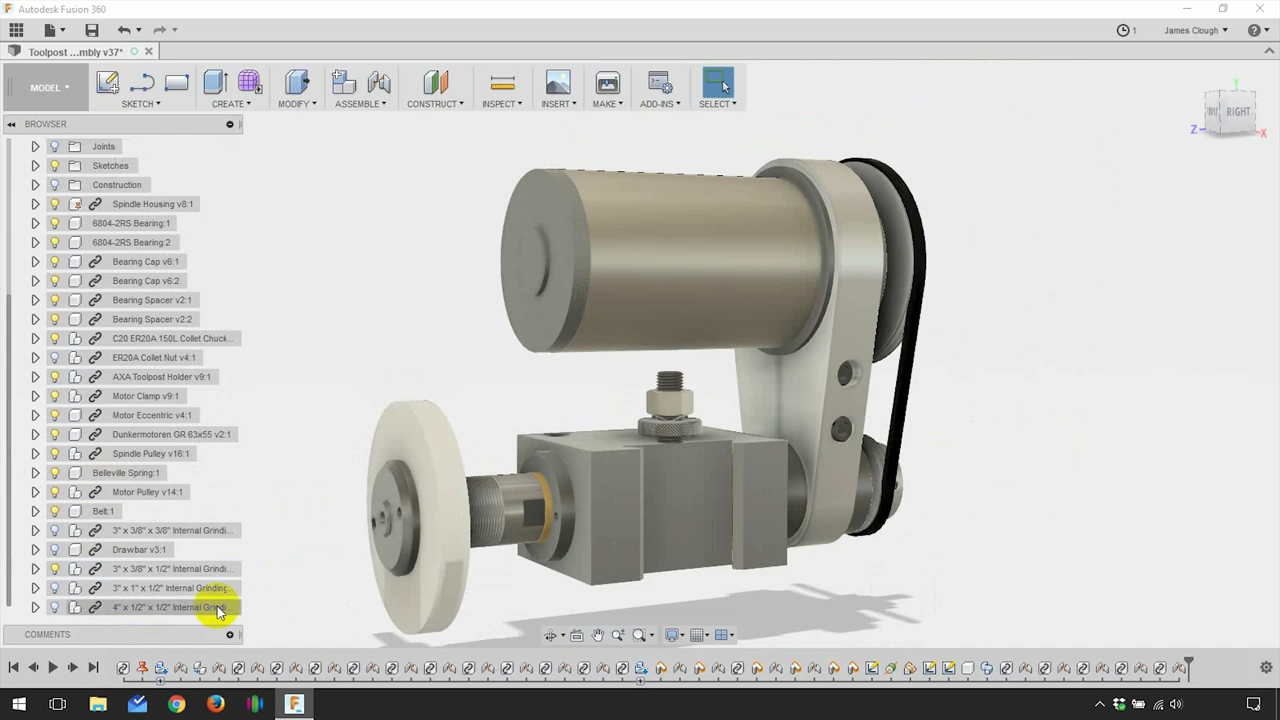 Autodesk Fusion 360
1 James Clough
Toolpost ...mbly v37*
MODEL
SKETCH CREATE MODIFY ASSEMBLE CONSTRUCT INSPECT INSERT MAKE ADD-INS SELECT
BROWSER
Y
RIGHT
Z
X
Joints
Sketches
Construction
Spindle Housing v8:1
6804-2RS Bearing:1
6804-2RS Bearing:2
Bearing Cap v6:1
Bearing Cap v6:2
Bearing Spacer v2:1
Bearing Spacer v2:2
C20 ER20A 150L Collet Chuck...
ER20A Collet Nut v4:1
AXA Toolpost Holder v9:1
Motor Clamp v9:1
Motor Eccentric v4:1
Dunkermotoren GR 63x55 v2:1
Spindle Pulley v16:1
Belleville Spring:1
Motor Pulley v14:1
Belt:1
3" x 3/8" x 3/8" Internal Grindi...
Drawbar v3:1
3" x 3/8" x 1/2" Internal Grindi...
3" x 1" x 1/2" Internal Grinding...
4" x 1/2" x 1/2" Internal Grindi...
COMMENTS